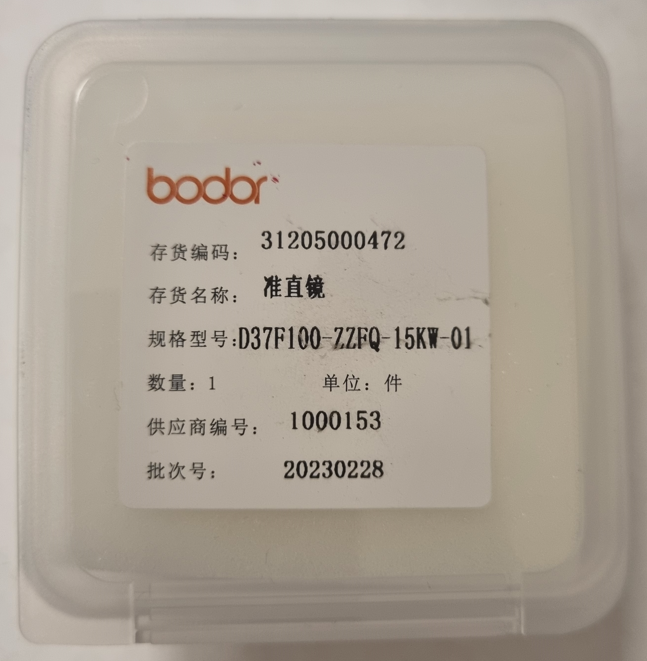 bodor
存货编码： 31205000472
存货名称： 准直镜
规格型号:D37F100-ZZFQ-15KW-01
数量：1 单位：件
供应商编号： 1000153
批次号： 20230228